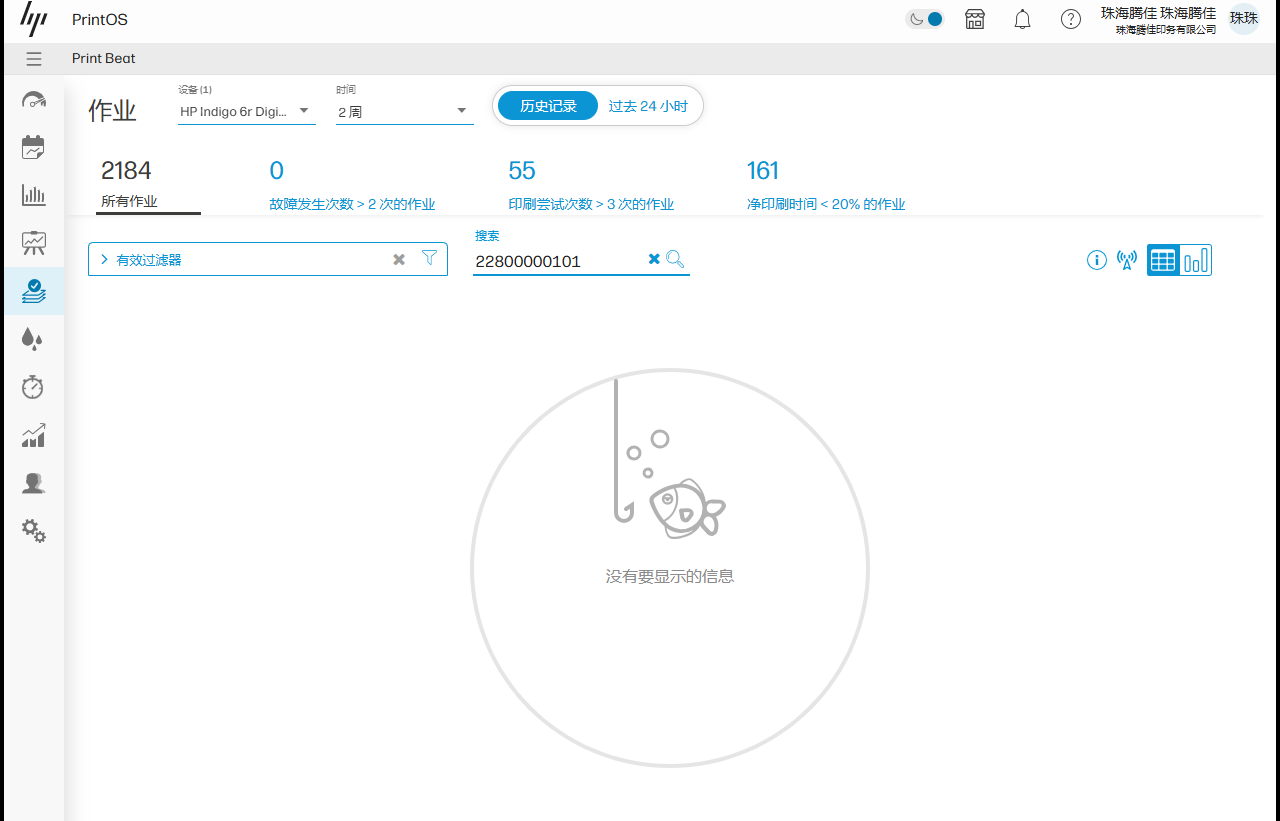 hp PrintOS
珠海腾佳 珠海腾佳
珠海腾佳印务有限公司
珠珠
Print Beat
作业
设备 (1)
HP Indigo 6r Digi...
时间
2 周
历史记录
过去 24 小时
2184
所有作业
0
故障发生次数 > 2 次的作业
55
印刷尝试次数 > 3 次的作业
161
净印刷时间 < 20% 的作业
有效过滤器
搜索
22800000101
没有要显示的信息